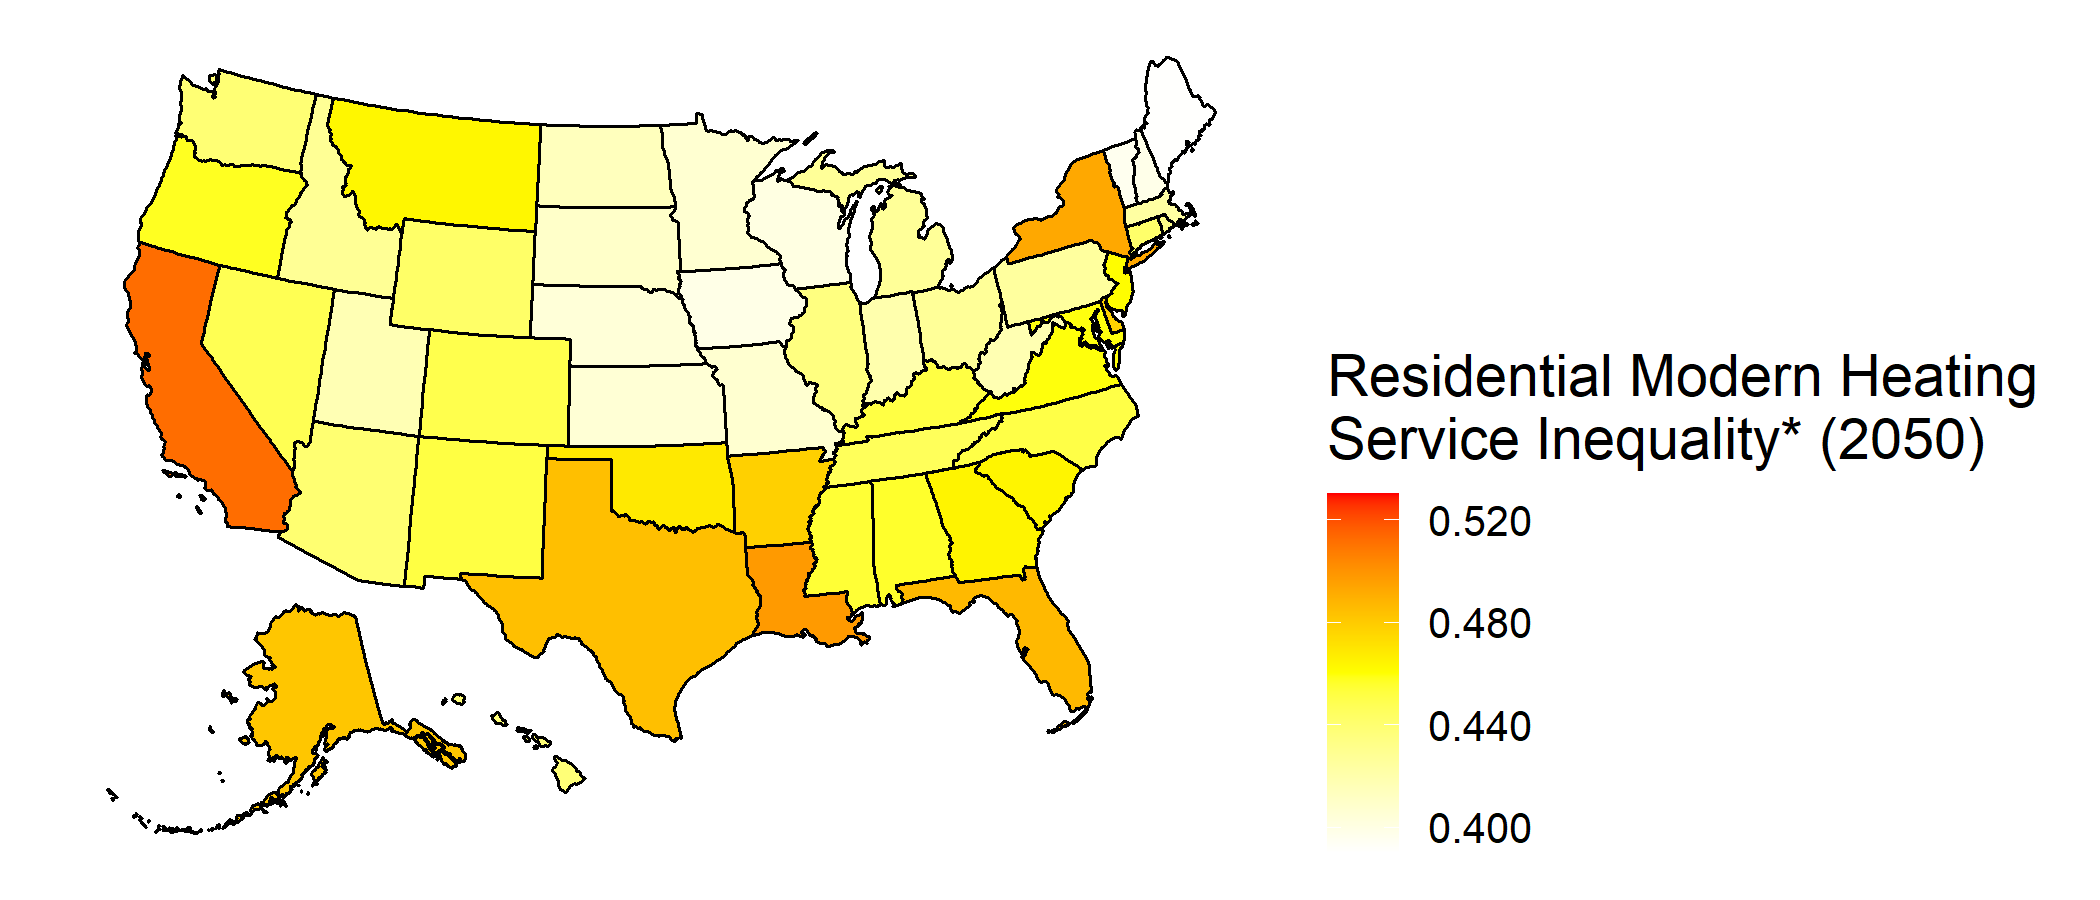 Residential Modern Heating
Service Inequality* (2050)
0.520
0.480
0.440
0.400